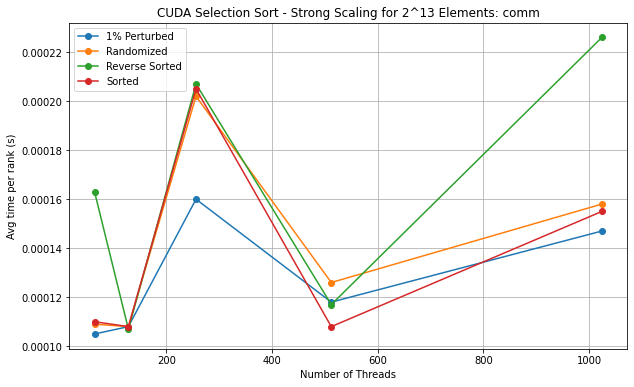 CUDA Selection Sort - Strong Scaling for 2^13 Elements: comm
1% Perturbed
Randomized
Reverse Sorted
Sorted
Avg time per rank (s)
0.00022
0.00020
0.00018
0.00016
0.00014
0.00012
0.00010
200 400 600 800 1000
Number of Threads